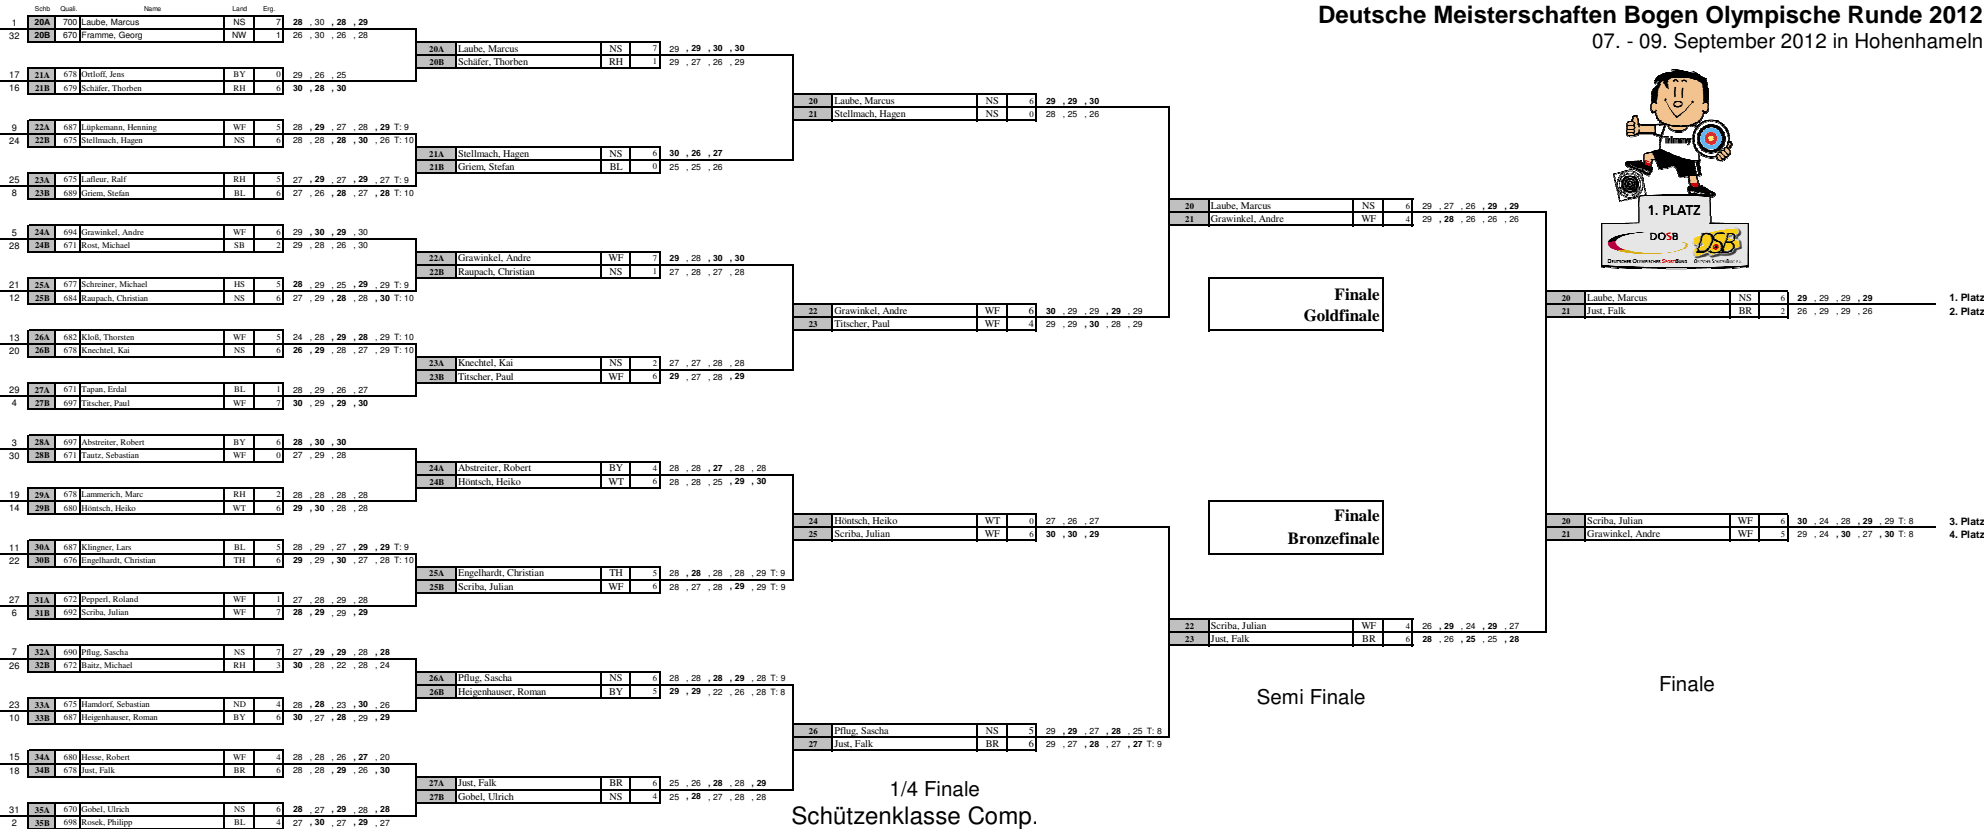 Deutsche Meisterschaften Bogen Olympische Runde 2012
07. - 09. September 2012 in Hohenhameln
Schb Quali. Name Land Erg.
1 20A 700 Laube, Marcus NS 7 28 , 30 , 28 , 29
32 20B 670 Framme, Georg NW 1 26 , 30 , 26 , 28
17 21A 678 Ortloff, Jens BY 0 29 , 26 , 25
16 21B 679 Schäfer, Thorben RH 6 30 , 28 , 30
9 22A 687 Lüpkemann, Henning WF 5 28 , 29 , 27 , 28 , 29 T: 9
24 22B 675 Stellmach, Hagen NS 6 28 , 28 , 28 , 30 , 26 T: 10
25 23A 675 Lafleur, Ralf RH 5 27 , 29 , 27 , 29 , 27 T: 9
8 23B 689 Griem, Stefan BL 6 27 , 26 , 28 , 27 , 28 T: 10
5 24A 694 Grawinkel, Andre WF 6 29 , 30 , 29 , 30
28 24B 671 Rost, Michael SB 2 29 , 28 , 26 , 30
21 25A 677 Schreiner, Michael HS 5 28 , 29 , 25 , 29 , 29 T: 9
12 25B 684 Raupach, Christian NS 6 27 , 29 , 28 , 28 , 30 T: 10
13 26A 682 Kloß, Thorsten WF 5 24 , 28 , 29 , 28 , 29 T: 10
20 26B 678 Knechtel, Kai NS 6 26 , 29 , 28 , 27 , 29 T: 10
29 27A 671 Tapan, Erdal BL 1 28 , 29 , 26 , 27
4 27B 697 Titscher, Paul WF 7 30 , 29 , 29 , 30
3 28A 697 Abstreiter, Robert BY 6 28 , 30 , 30
30 28B 671 Tautz, Sebastian WF 0 27 , 29 , 28
19 29A 678 Lammerich, Marc RH 2 28 , 28 , 28 , 28
14 29B 680 Höntsch, Heiko WT 6 29 , 30 , 28 , 28
11 30A 687 Klingner, Lars BL 5 28 , 29 , 27 , 29 , 29 T: 9
22 30B 676 Engelhardt, Christian TH 6 29 , 29 , 30 , 27 , 28 T: 10
27 31A 672 Pepperl, Roland WF 1 27 , 28 , 29 , 28
6 31B 692 Scriba, Julian WF 7 28 , 29 , 29 , 29
7 32A 690 Pflug, Sascha NS 7 27 , 29 , 29 , 28 , 28
26 32B 672 Baitz, Michael RH 3 30 , 28 , 22 , 28 , 24
23 33A 675 Hamdorf, Sebastian ND 4 28 , 28 , 23 , 30 , 26
10 33B 687 Heigenhauser, Roman BY 6 30 , 27 , 28 , 29 , 29
15 34A 680 Hesse, Robert WF 4 28 , 28 , 26 , 27 , 20
18 34B 678 Just, Falk BR 6 28 , 28 , 29 , 26 , 30
31 35A 670 Gobel, Ulrich NS 6 28 , 27 , 29 , 28 , 28
2 35B 698 Rosek, Philipp BL 4 27 , 30 , 27 , 29 , 27
20A Laube, Marcus NS 7 29 , 29 , 30 , 30
20B Schäfer, Thorben RH 1 29 , 27 , 26 , 29
21A Stellmach, Hagen NS 6 30 , 26 , 27
21B Griem, Stefan BL 0 25 , 25 , 26
22A Grawinkel, Andre WF 7 29 , 28 , 30 , 30
22B Raupach, Christian NS 1 27 , 28 , 27 , 28
23A Knechtel, Kai NS 2 27 , 27 , 28 , 28
23B Titscher, Paul WF 6 29 , 27 , 28 , 29
24A Abstreiter, Robert BY 4 28 , 28 , 27 , 28 , 28
24B Höntsch, Heiko WT 6 28 , 28 , 25 , 29 , 30
25A Engelhardt, Christian TH 5 28 , 28 , 28 , 28 , 29 T: 9
25B Scriba, Julian WF 6 28 , 27 , 28 , 29 , 29 T: 9
26A Pflug, Sascha NS 6 28 , 28 , 28 , 29 , 28 T: 9
26B Heigenhauser, Roman BY 5 29 , 29 , 22 , 26 , 28 T: 8
27A Just, Falk BR 6 25 , 26 , 28 , 28 , 29
27B Gobel, Ulrich NS 4 25 , 28 , 27 , 28 , 28
20 Laube, Marcus NS 6 29 , 29 , 30
21 Stellmach, Hagen NS 0 28 , 25 , 26
22 Grawinkel, Andre WF 6 30 , 29 , 29 , 29 , 29
23 Titscher, Paul WF 4 29 , 29 , 30 , 28 , 29
24 Höntsch, Heiko WT 0 27 , 26 , 27
25 Scriba, Julian WF 6 30 , 30 , 29
26 Pflug, Sascha NS 5 29 , 29 , 27 , 28 , 25 T: 8
27 Just, Falk BR 6 29 , 27 , 28 , 27 , 27 T: 9
1/4 Finale
Schützenklasse Comp.
20 Laube, Marcus NS 6 29 , 27 , 26 , 29 , 29
21 Grawinkel, Andre WF 4 29 , 28 , 26 , 26 , 26
Finale
Goldfinale
Finale
Bronzefinale
22 Scriba, Julian WF 4 26 , 29 , 24 , 29 , 27
23 Just, Falk BR 6 28 , 26 , 25 , 25 , 28
Semi Finale
Trimmy
1. PLATZ
DOSB
DSB
20 Laube, Marcus NS 6 29 , 29 , 29 , 29 1. Platz
21 Just, Falk BR 2 26 , 29 , 29 , 26 2. Platz
20 Scriba, Julian WF 6 30 , 24 , 28 , 29 , 29 T: 8 3. Platz
21 Grawinkel, Andre WF 5 29 , 24 , 30 , 27 , 30 T: 8 4. Platz
Finale